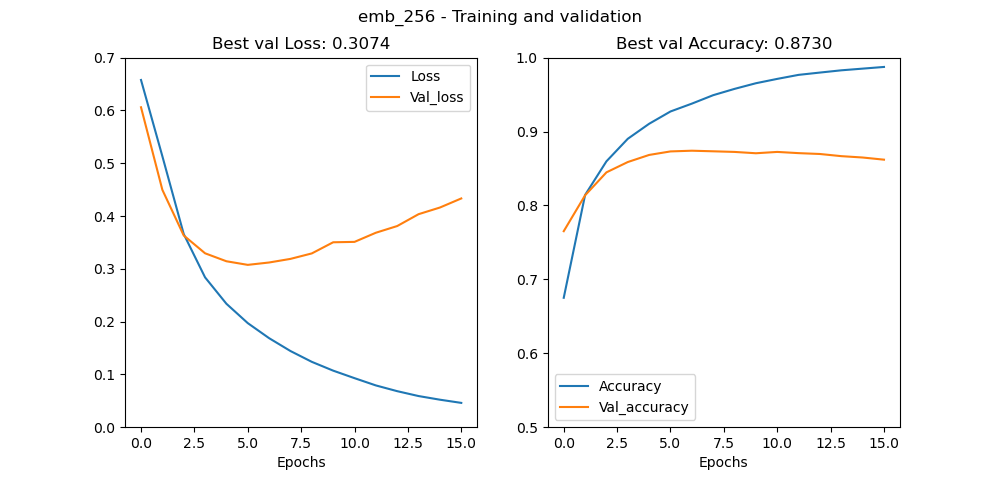 emb_256 - Training and validation
Best val Loss: 0.3074
0.7
0.6
0.5
0.4
0.3
0.2
0.1
0.0
Loss
Val_loss
0.0 2.5 5.0 7.5 10.0 12.5 15.0
Epochs
Best val Accuracy: 0.8730
1.0
0.9
0.8
0.7
0.6
0.5
Accuracy
Val_accuracy
0.0 2.5 5.0 7.5 10.0 12.5 15.0
Epochs